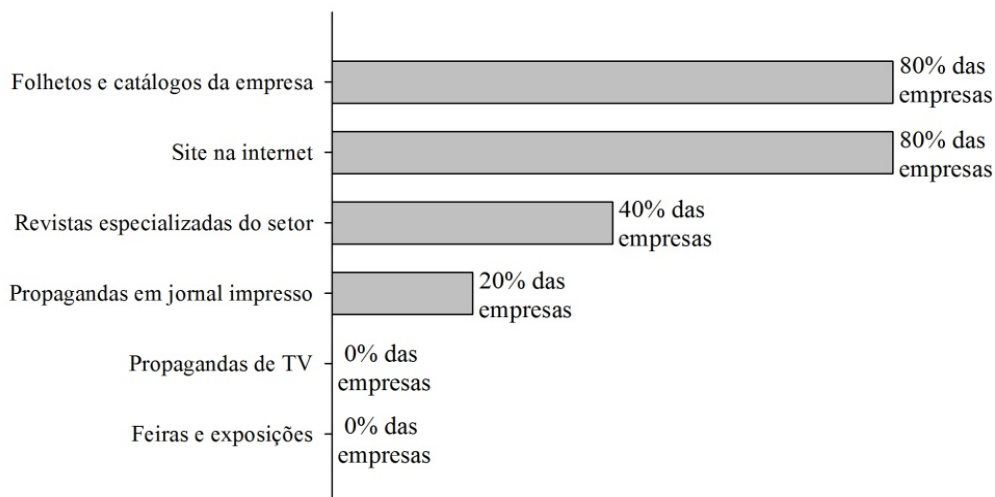 Folhetos e catálogos da empresa
80% das
empresas
Site na internet
80% das
empresas
Revistas especializadas do setor
40% das
empresas
Propagandas em jornal impresso
20% das
empresas
Propagandas de TV
0% das
empresas
Feiras e exposições
0% das
empresas